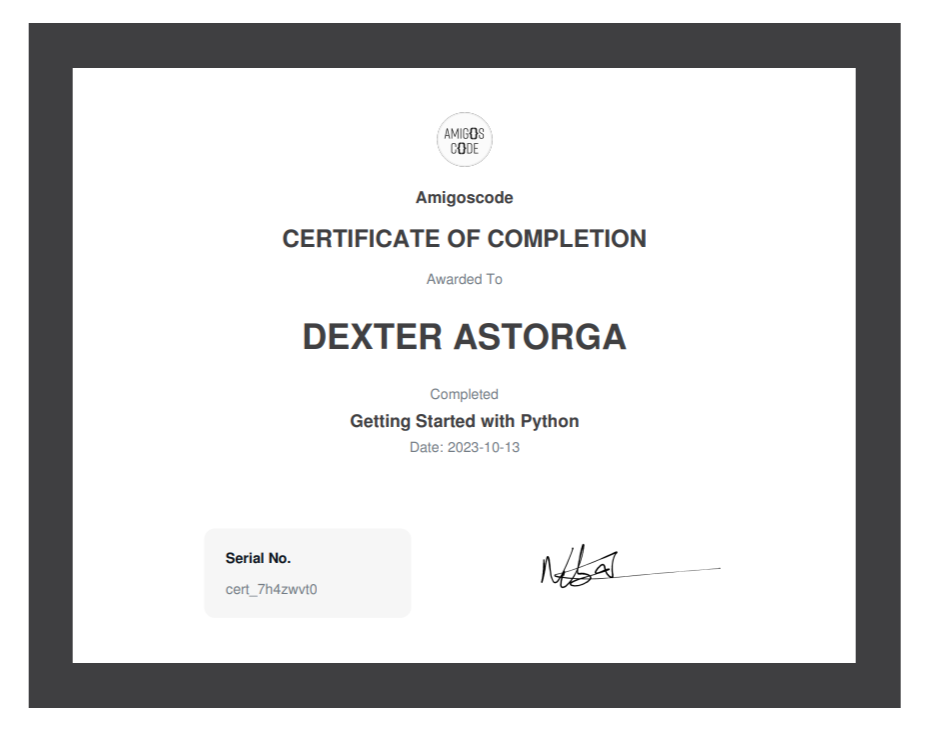 AMIGOS
CODE
Amigoscode
CERTIFICATE OF COMPLETION
Awarded To
DEXTER ASTORGA
Completed
Getting Started with Python
Date: 2023-10-13
Serial No.
cert_7h4zwvt0